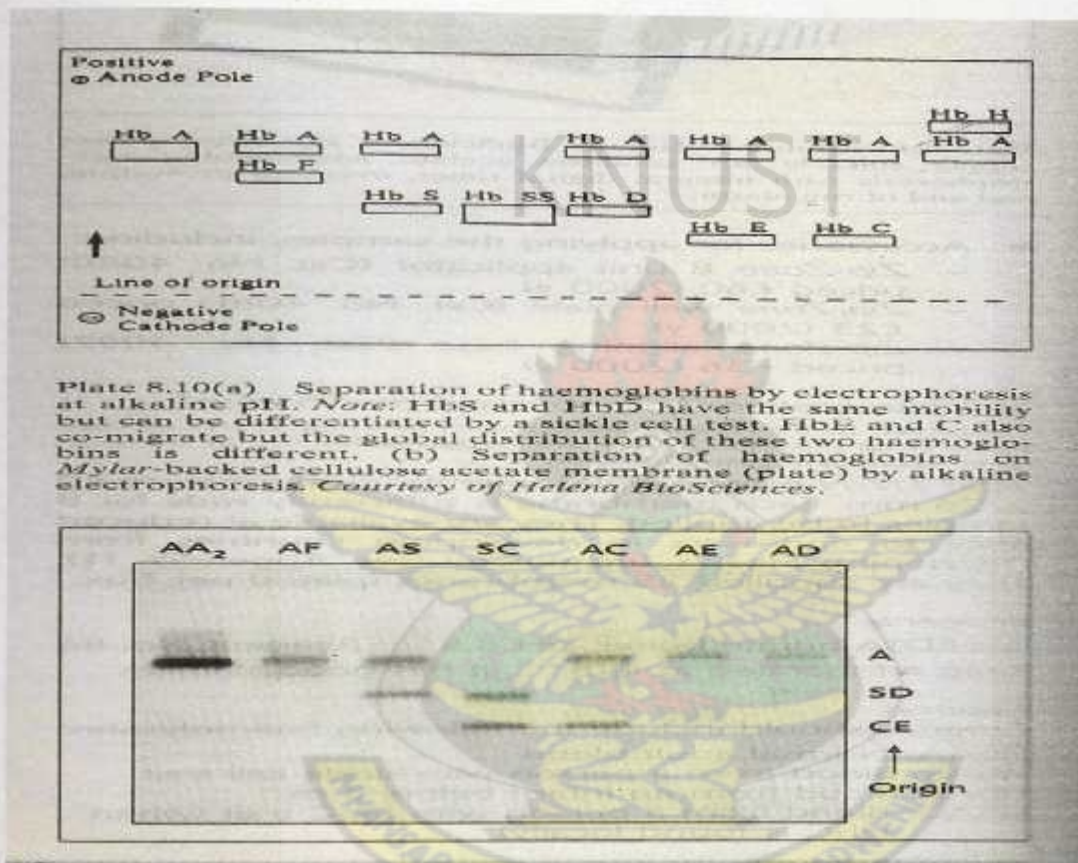 Positive
⊕ Anode Pole
Hb H
Hb A Hb A Hb A Hb A Hb A Hb A Hb A
Hb F
Hb S Hb SS Hb D
Hb E Hb C
Line of origin
⊖ Negative
Cathode Pole
KNUST
Plate 8.10(a) Separation of haemoglobins by electrophoresis
at alkaline pH. Note: HbS and HbD have the same mobility
but can be differentiated by a sickle cell test. HbE and C also
co-migrate but the global distribution of these two haemoglo-
bins is different. (b) Separation of haemoglobins on
Mylar-backed cellulose acetate membrane (plate) by alkaline
electrophoresis. Courtesy of Helena BioSciences.
AA₂ AF AS SC AC AE AD
A
SD
CE
Origin